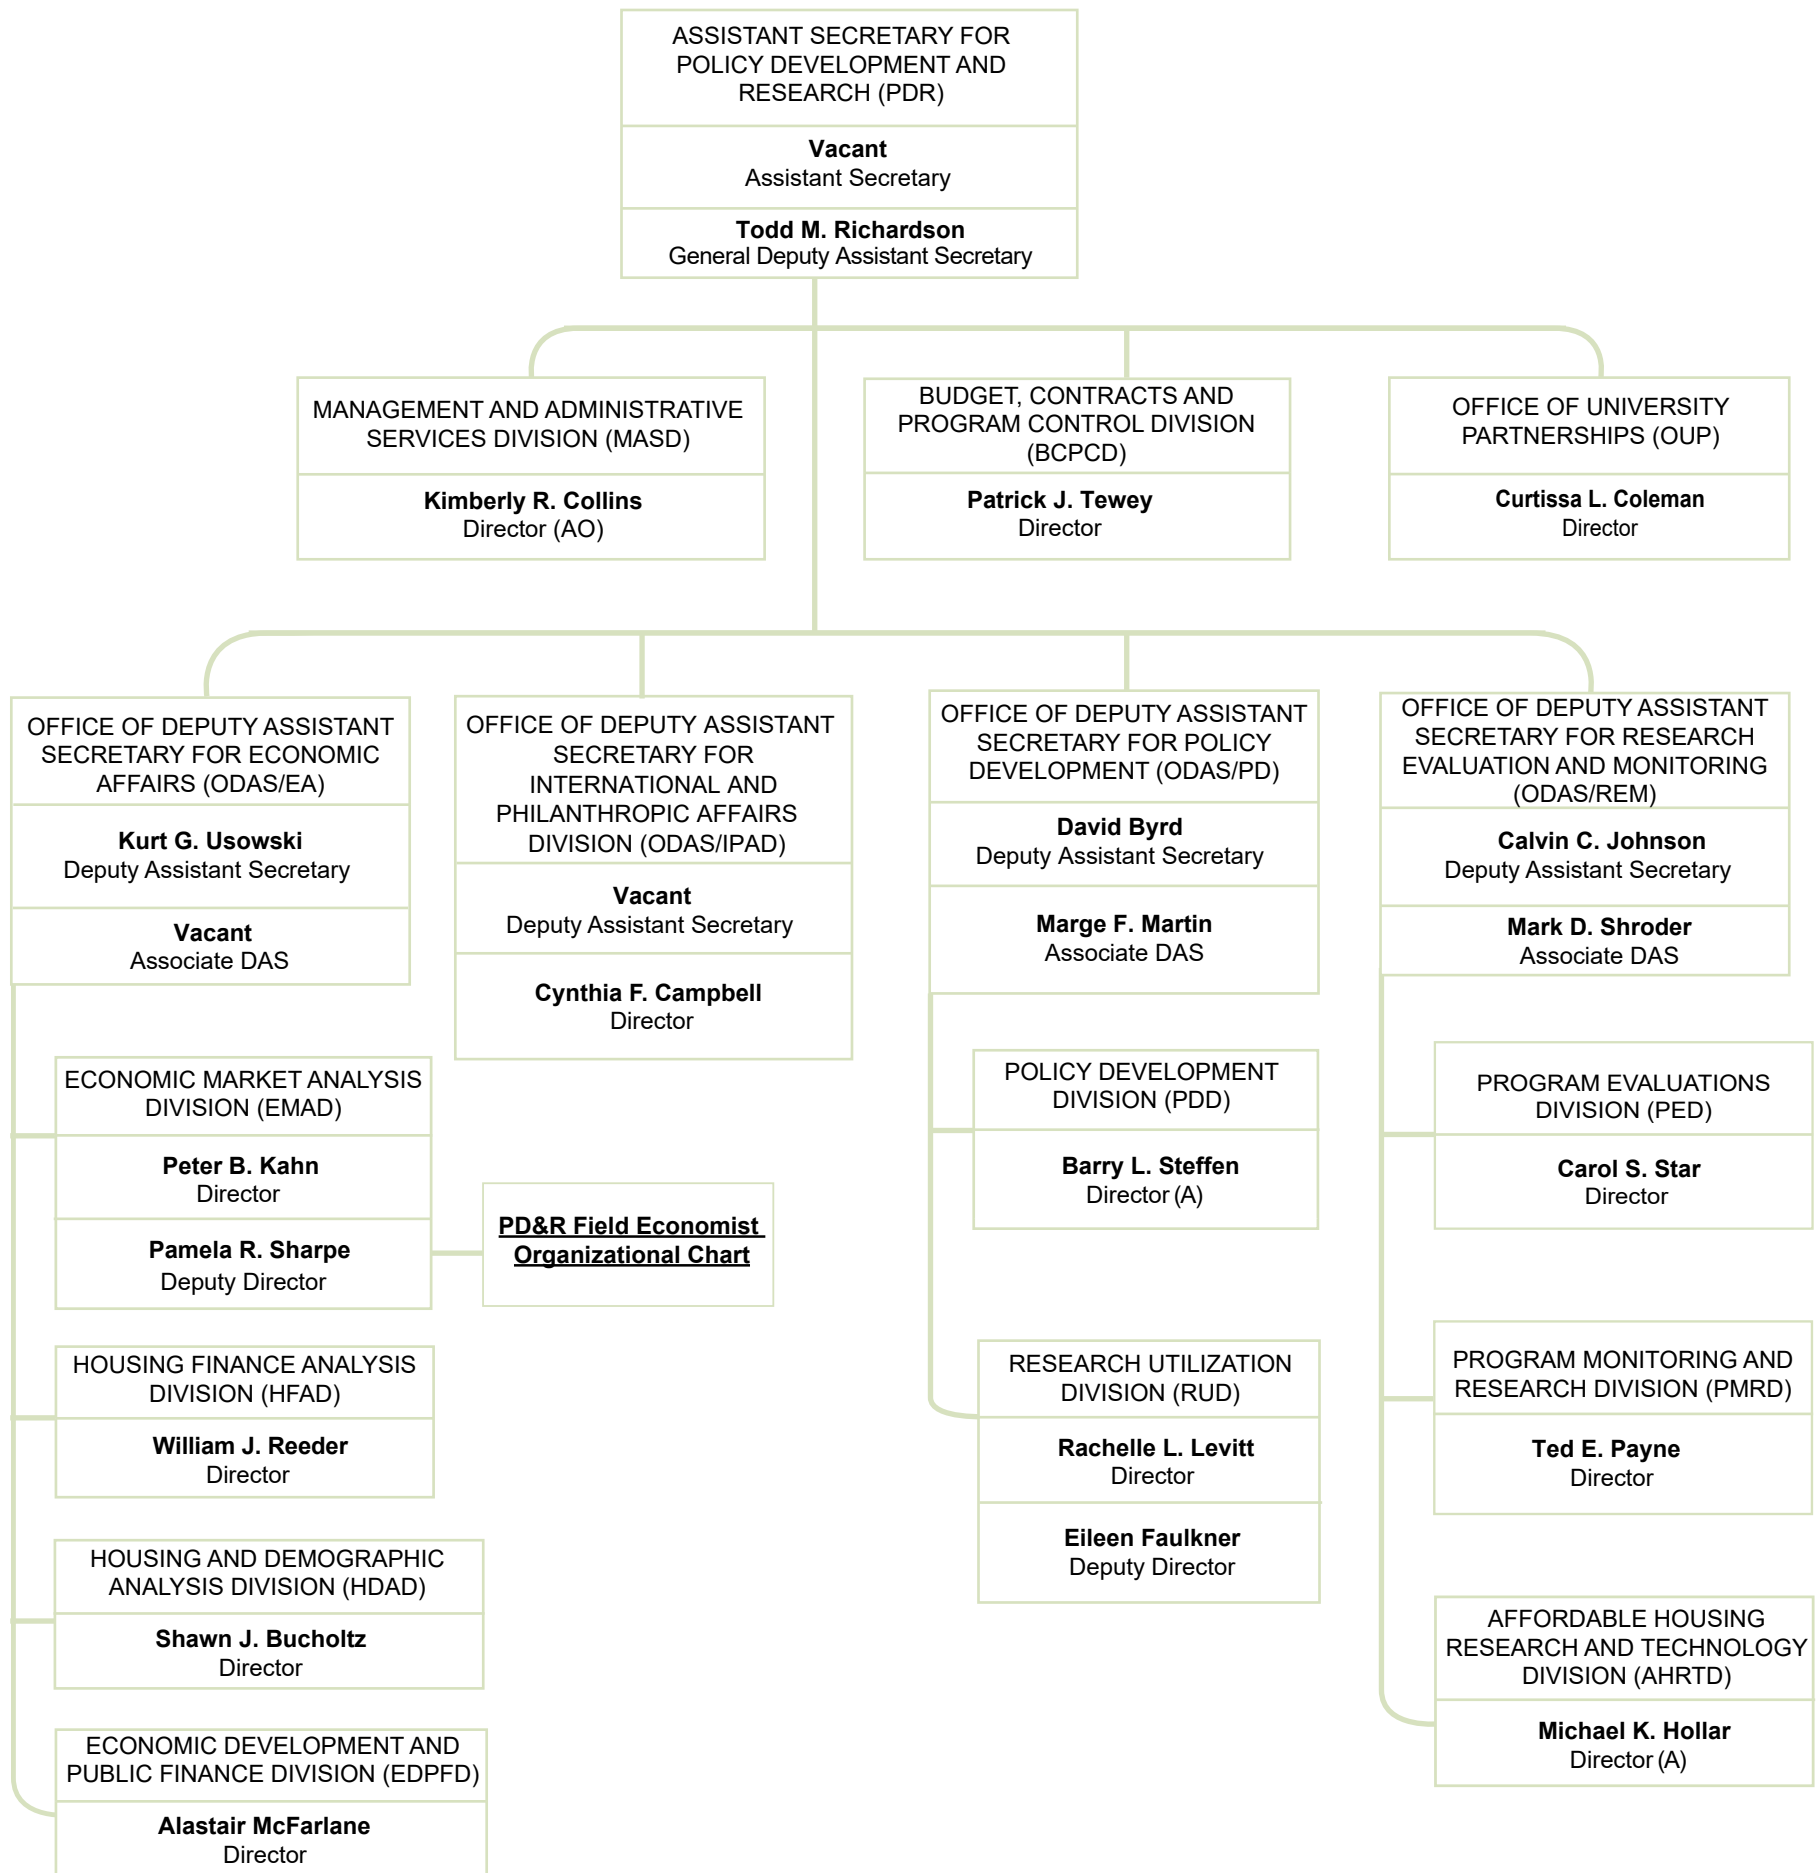 ASSISTANT SECRETARY FOR
POLICY DEVELOPMENT AND
RESEARCH (PDR)
Vacant
Assistant Secretary
Todd M. Richardson
General Deputy Assistant Secretary
MANAGEMENT AND ADMINISTRATIVE
SERVICES DIVISION (MASD)
Kimberly R. Collins
Director (AO)
BUDGET, CONTRACTS AND
PROGRAM CONTROL DIVISION
(BCPCD)
Patrick J. Tewey
Director
OFFICE OF UNIVERSITY
PARTNERSHIPS (OUP)
Curtissa L. Coleman
Director
OFFICE OF DEPUTY ASSISTANT
SECRETARY FOR ECONOMIC
AFFAIRS (ODAS/EA)
Kurt G. Usowski
Deputy Assistant Secretary
Vacant
Associate DAS
ECONOMIC MARKET ANALYSIS
DIVISION (EMAD)
Peter B. Kahn
Director
Pamela R. Sharpe
Deputy Director
PD&R Field Economist
Organizational Chart
HOUSING FINANCE ANALYSIS
DIVISION (HFAD)
William J. Reeder
Director
HOUSING AND DEMOGRAPHIC
ANALYSIS DIVISION (HDAD)
Shawn J. Bucholtz
Director
ECONOMIC DEVELOPMENT AND
PUBLIC FINANCE DIVISION (EDPFD)
Alastair McFarlane
Director
OFFICE OF DEPUTY ASSISTANT
SECRETARY FOR
INTERNATIONAL AND
PHILANTHROPIC AFFAIRS
DIVISION (ODAS/IPAD)
Vacant
Deputy Assistant Secretary
Cynthia F. Campbell
Director
OFFICE OF DEPUTY ASSISTANT
SECRETARY FOR POLICY
DEVELOPMENT (ODAS/PD)
David Byrd
Deputy Assistant Secretary
Marge F. Martin
Associate DAS
POLICY DEVELOPMENT
DIVISION (PDD)
Barry L. Steffen
Director (A)
RESEARCH UTILIZATION
DIVISION (RUD)
Rachelle L. Levitt
Director
Eileen Faulkner
Deputy Director
OFFICE OF DEPUTY ASSISTANT
SECRETARY FOR RESEARCH
EVALUATION AND MONITORING
(ODAS/REM)
Calvin C. Johnson
Deputy Assistant Secretary
Mark D. Shroder
Associate DAS
PROGRAM EVALUATIONS
DIVISION (PED)
Carol S. Star
Director
PROGRAM MONITORING AND
RESEARCH DIVISION (PMRD)
Ted E. Payne
Director
AFFORDABLE HOUSING
RESEARCH AND TECHNOLOGY
DIVISION (AHRTD)
Michael K. Hollar
Director (A)